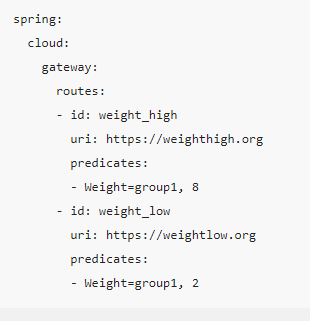 spring:
  cloud:
    gateway:
      routes:
      - id: weight_high
        uri: https://weighthigh.org
        predicates:
        - Weight=group1, 8
      - id: weight_low
        uri: https://weightlow.org
        predicates:
        - Weight=group1, 2